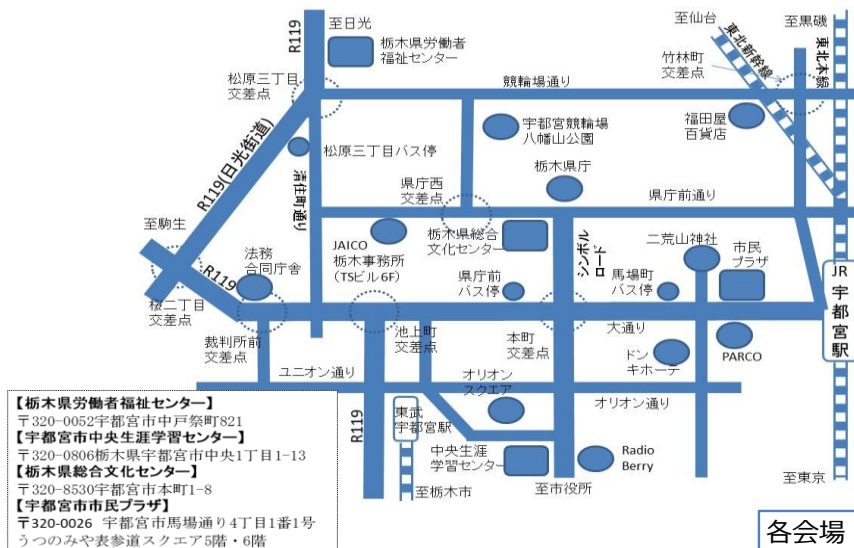 至日光
R119
栃木県労働者
福祉センター
至仙台
至黒磯
東北新幹線
東北本線
竹林町
交差点
松原三丁目
交差点
競輪場通り
R119(日光街道)
松原三丁目バス停
清住町通り
宇都宮競輪場
八幡山公園
福田屋
百貨店
栃木県庁
県庁西
交差点
県庁前通り
至駒生
R119
法務
合同庁舎
JAICO
栃木事務所
(TSビル6F)
栃木県総合
文化センター
県庁前
バス停
シンボル
ロード
二荒山神社
馬場町
バス停
市民
プラザ
JR宇都宮駅
桜二丁目
交差点
裁判所前
交差点
池上町
交差点
本町
交差点
大通り
ドン
キホーテ
PARCO
ユニオン通り
オリオン
スクエア
オリオン通り
R119
東武
宇都宮駅
中央生涯
学習センター
Radio
Berry
至栃木市
至市役所
至東京
【栃木県労働者福祉センター】
〒320-0052宇都宮市中戸祭町821
【宇都宮市中央生涯学習センター】
〒320-0806栃木県宇都宮市中央1丁目1-13
【栃木県総合文化センター】
〒320-8530宇都宮市本町1-8
【宇都宮市市民プラザ】
〒320-0026 宇都宮市馬場通り4丁目1番1号
うつのみや表参道スクエア5階・6階
各会場